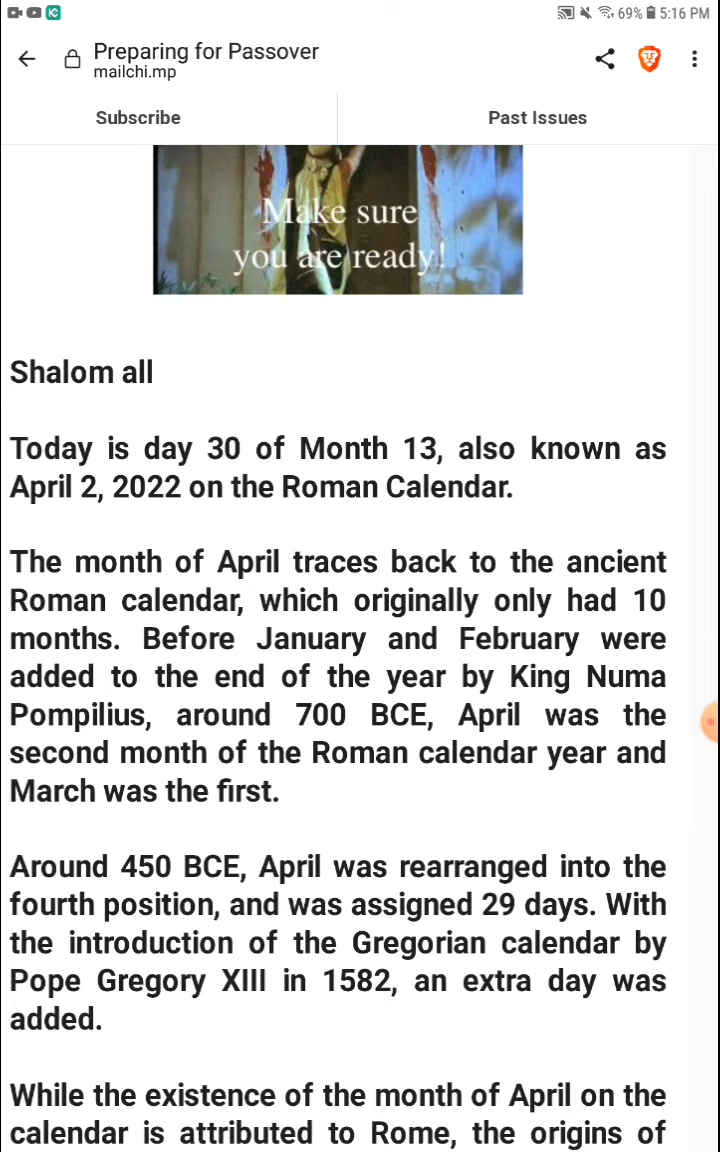 69% 5:16 PM
Preparing for Passover
mailchi.mp
Subscribe Past Issues
Make sure
you are ready!
Shalom all
Today is day 30 of Month 13, also known as
April 2, 2022 on the Roman Calendar.
The month of April traces back to the ancient
Roman calendar, which originally only had 10
months. Before January and February were
added to the end of the year by King Numa
Pompilius, around 700 BCE, April was the
second month of the Roman calendar year and
March was the first.
Around 450 BCE, April was rearranged into the
fourth position, and was assigned 29 days. With
the introduction of the Gregorian calendar by
Pope Gregory XIII in 1582, an extra day was
added.
While the existence of the month of April on the
calendar is attributed to Rome, the origins of